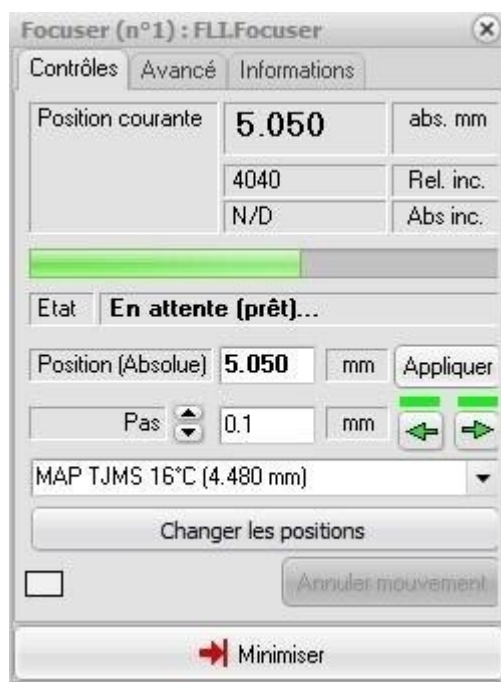 Focuser (n°1) : FLI.Focuser
Contrôles Avancé Informations
Position courante 5.050 abs. mm
4040 Rel. inc.
N/D Abs inc.
Etat En attente (prêt)...
Position (Absolue) 5.050 mm Appliquer
Pas 0.1 mm
MAP TJMS 16°C (4.480 mm)
Changer les positions
Annuler mouvement
Minimiser